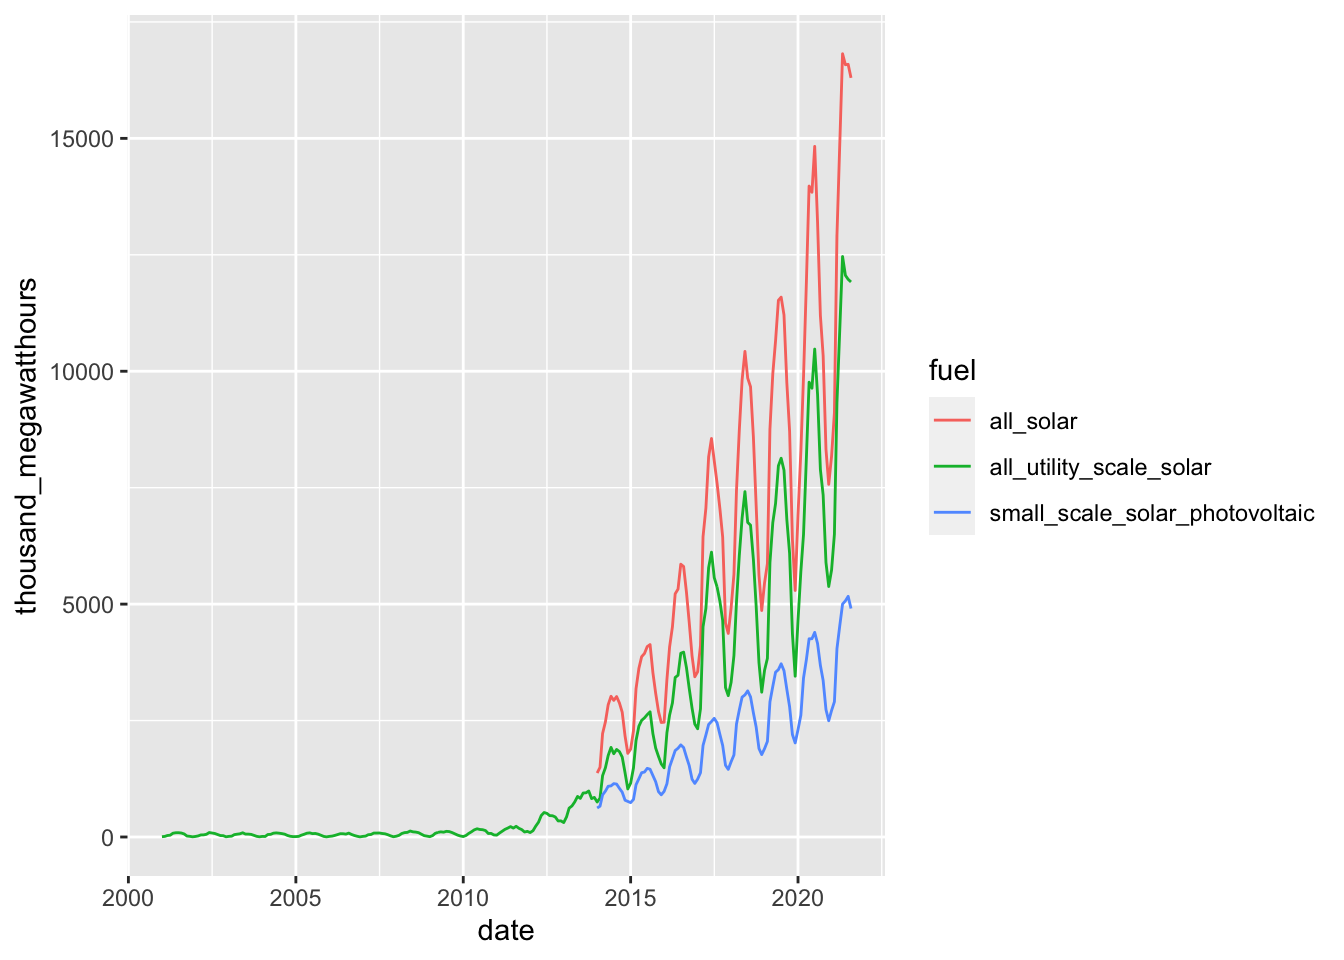 thousand_megawatthours
15000
10000
5000
0
2000
2005
2010
2015
2020
date
fuel
all_solar
all_utility_scale_solar
small_scale_solar_photovoltaic